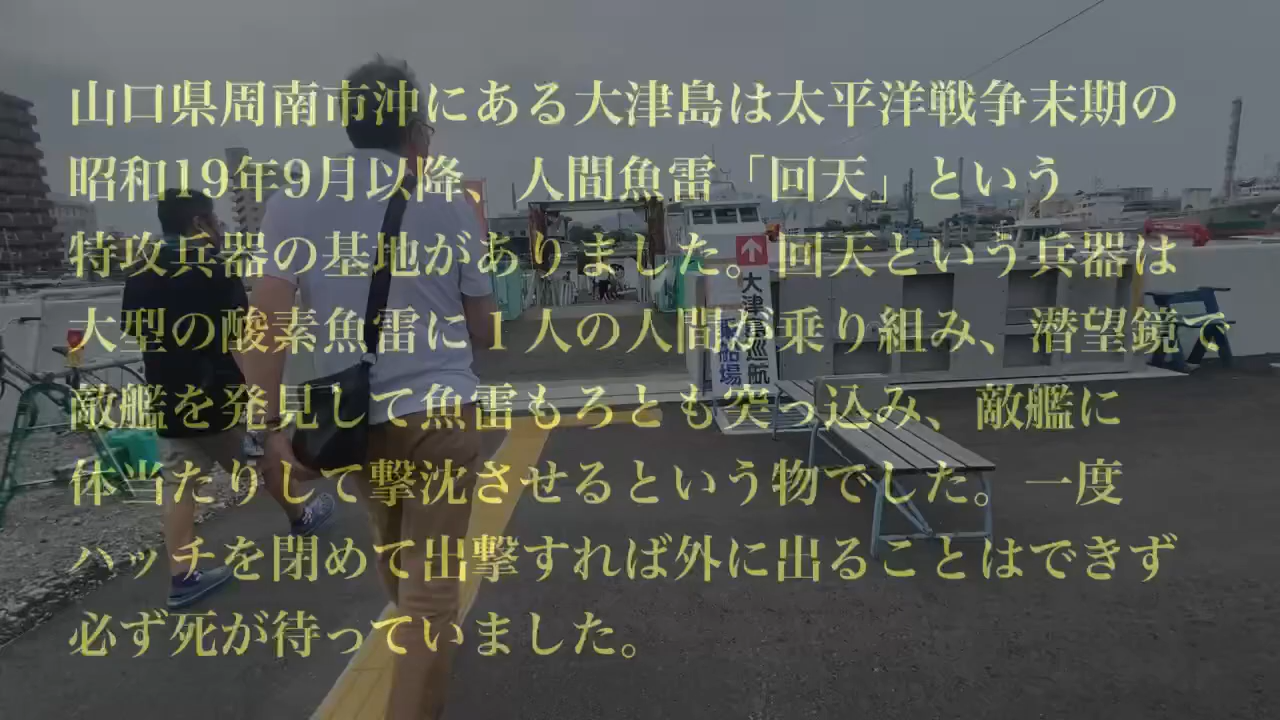 山口県周南市沖にある大津島は太平洋戦争末期の
昭和19年9月以降、人間魚雷「回天」という
特攻兵器の基地がありました。回天という兵器は
大型の酸素魚雷に１人の人間が乗り組み、潜望鏡で
敵艦を発見して魚雷もろとも突っ込み、敵艦に
体当たりして撃沈させるという物でした。一度
ハッチを閉めて出撃すれば外に出ることはできず
必ず死が待っていました。
大津島巡航